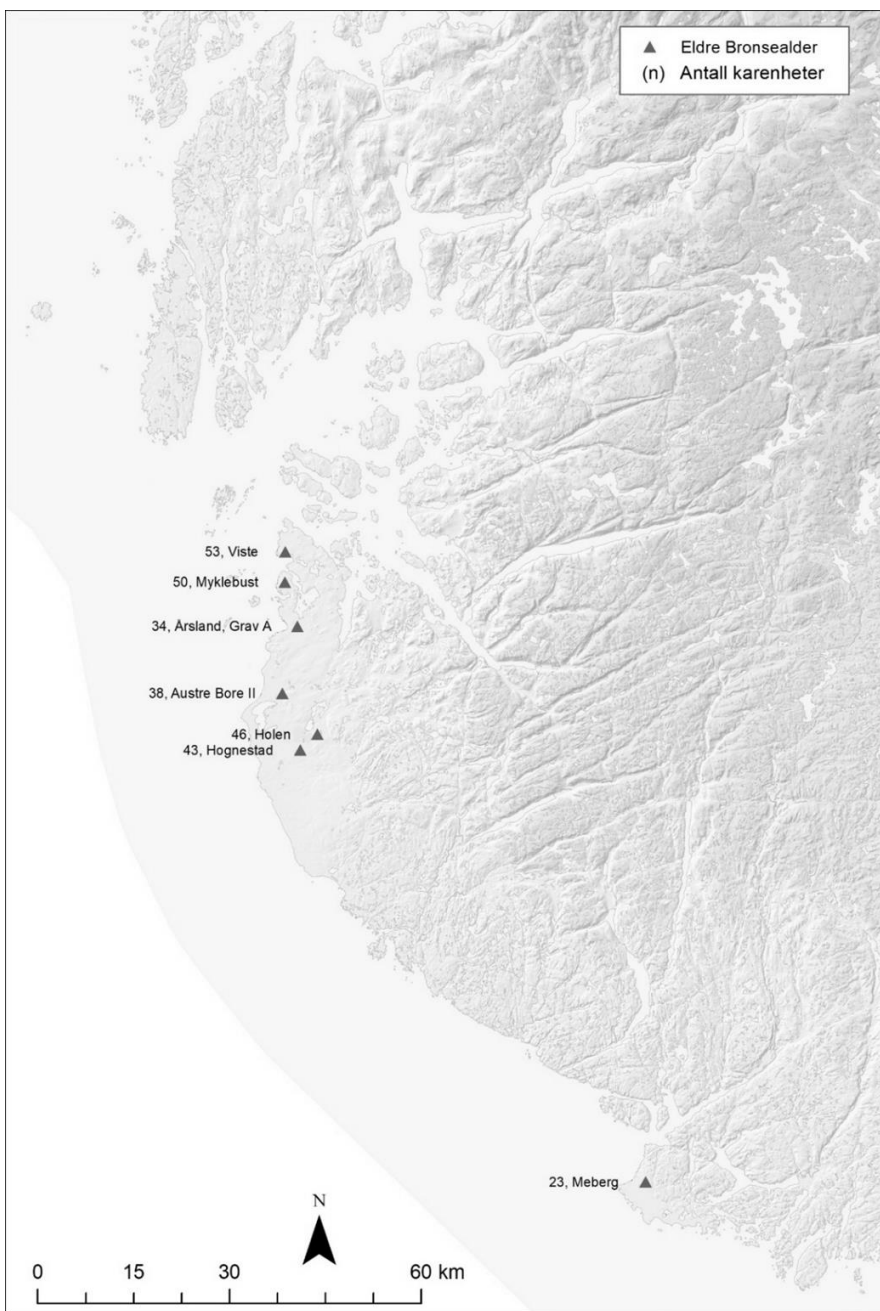 Eldre Bronsealder
(n) Antall karenheter
53, Viste
50, Myklebust
34, Årsland, Grav A
38, Austre Bore II
46, Holen
43, Hognestad
23, Meberg
N
0 15 30 60 km